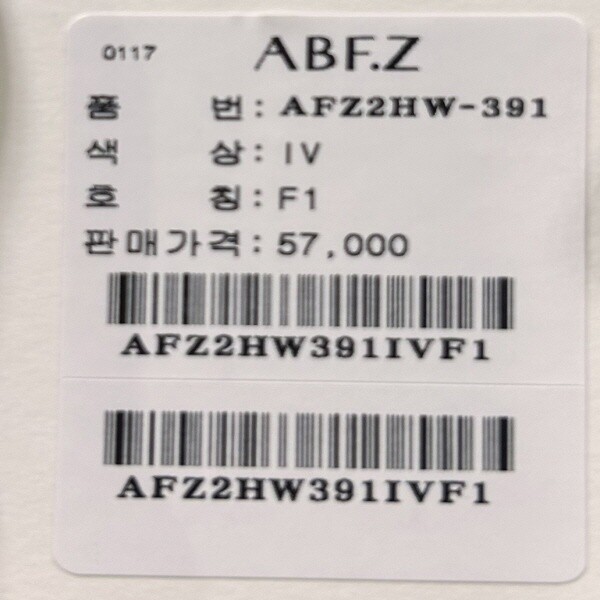 0117 ABF.Z
품 번: AFZ2HW-391
색 상: IV
호 칭: F1
판매가격: 57,000
AFZ2HW391IVF1
AFZ2HW391IVF1